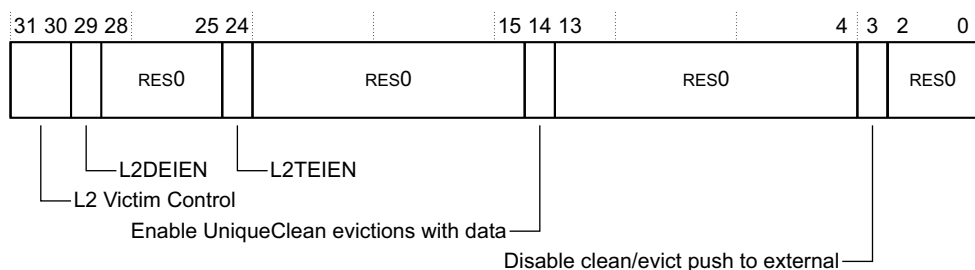 31 30 29 28 25 24 15 14 13 4 3 2 0
RES0 RES0 RES0 RES0
L2DEIEN L2TEIEN
L2 Victim Control
Enable UniqueClean evictions with data
Disable clean/evict push to external